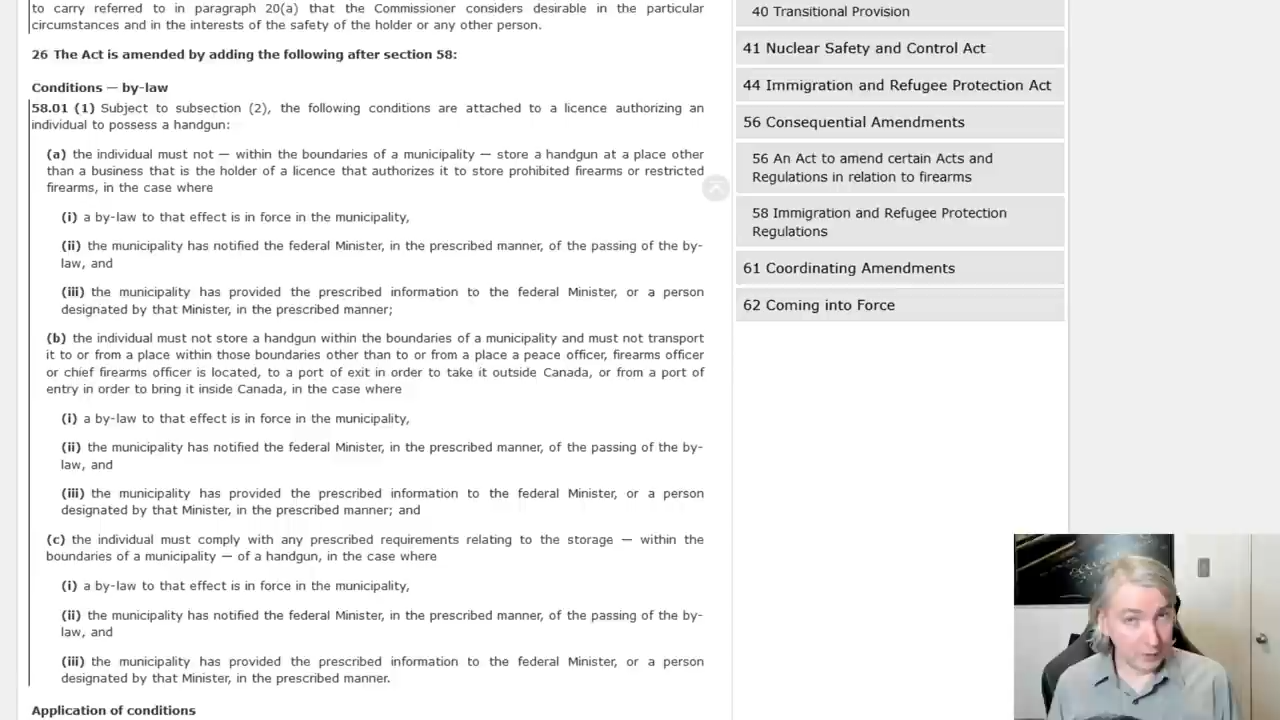 to carry referred to in paragraph 20(a) that the Commissioner considers desirable in the particular
circumstances and in the interests of the safety of the holder or any other person.
26 The Act is amended by adding the following after section 58:
Conditions — by-law
58.01 (1) Subject to subsection (2), the following conditions are attached to a licence authorizing an
individual to possess a handgun:
(a) the individual must not — within the boundaries of a municipality — store a handgun at a place other
than a business that is the holder of a licence that authorizes it to store prohibited firearms or restricted
firearms, in the case where
(i) a by-law to that effect is in force in the municipality,
(ii) the municipality has notified the federal Minister, in the prescribed manner, of the passing of the by-
law, and
(iii) the municipality has provided the prescribed information to the federal Minister, or a person
designated by that Minister, in the prescribed manner;
(b) the individual must not store a handgun within the boundaries of a municipality and must not transport
it to or from a place within those boundaries other than to or from a place a peace officer, firearms officer
or chief firearms officer is located, to a port of exit in order to take it outside Canada, or from a port of
entry in order to bring it inside Canada, in the case where
(i) a by-law to that effect is in force in the municipality,
(ii) the municipality has notified the federal Minister, in the prescribed manner, of the passing of the by-
law, and
(iii) the municipality has provided the prescribed information to the federal Minister, or a person
designated by that Minister, in the prescribed manner; and
(c) the individual must comply with any prescribed requirements relating to the storage — within the
boundaries of a municipality — of a handgun, in the case where
(i) a by-law to that effect is in force in the municipality,
(ii) the municipality has notified the federal Minister, in the prescribed manner, of the passing of the by-
law, and
(iii) the municipality has provided the prescribed information to the federal Minister, or a person
designated by that Minister, in the prescribed manner.
Application of conditions
40 Transitional Provision
41 Nuclear Safety and Control Act
44 Immigration and Refugee Protection Act
56 Consequential Amendments
56 An Act to amend certain Acts and
Regulations in relation to firearms
58 Immigration and Refugee Protection
Regulations
61 Coordinating Amendments
62 Coming into Force